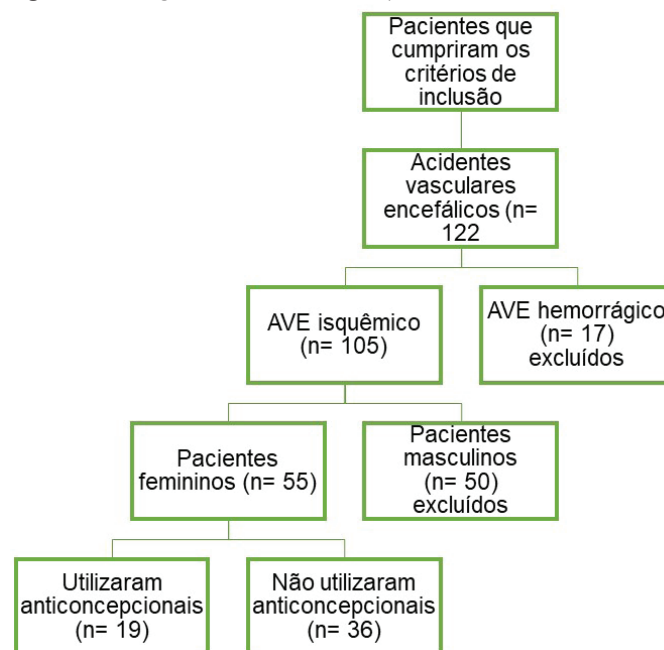 Pacientes que
cumpriram os
critérios de
inclusão
Acidentes
vasculares
encefálicos (n=
122
AVE isquêmico
(n= 105)
AVE hemorrágico
(n= 17)
excluídos
Pacientes
femininos (n= 55)
Pacientes
masculinos
(n= 50)
excluídos
Utilizaram
anticoncepcionais
(n= 19)
Não utilizaram
anticoncepcionais
(n= 36)